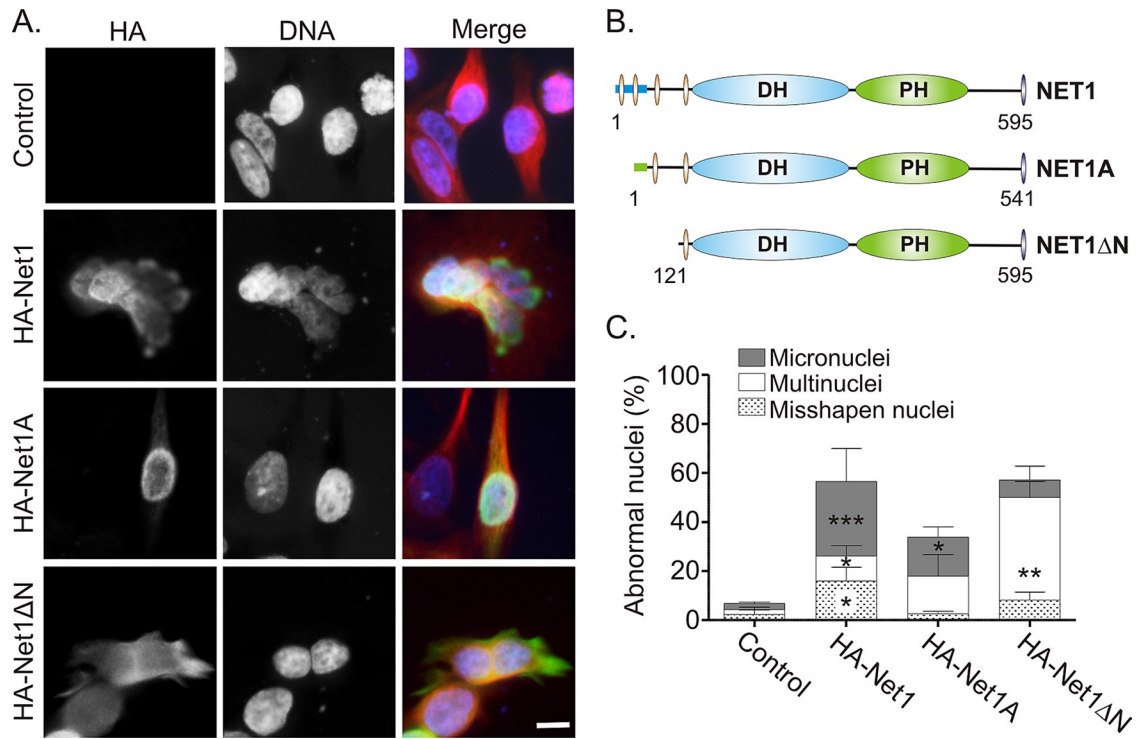 A.
HA
DNA
Merge
Control
HA-Net1
HA-Net1A
HA-Net1ΔN
B.
DH
PH
NET1
1
595
DH
PH
NET1A
1
541
DH
PH
NET1ΔN
121
595
C.
Micronuclei
Multinuclei
Misshapen nuclei
Abnormal nuclei (%)
100
80
60
40
20
0
***
*
*
*
**
Control
HA-Net1
HA-Net1A
HA-Net1ΔN